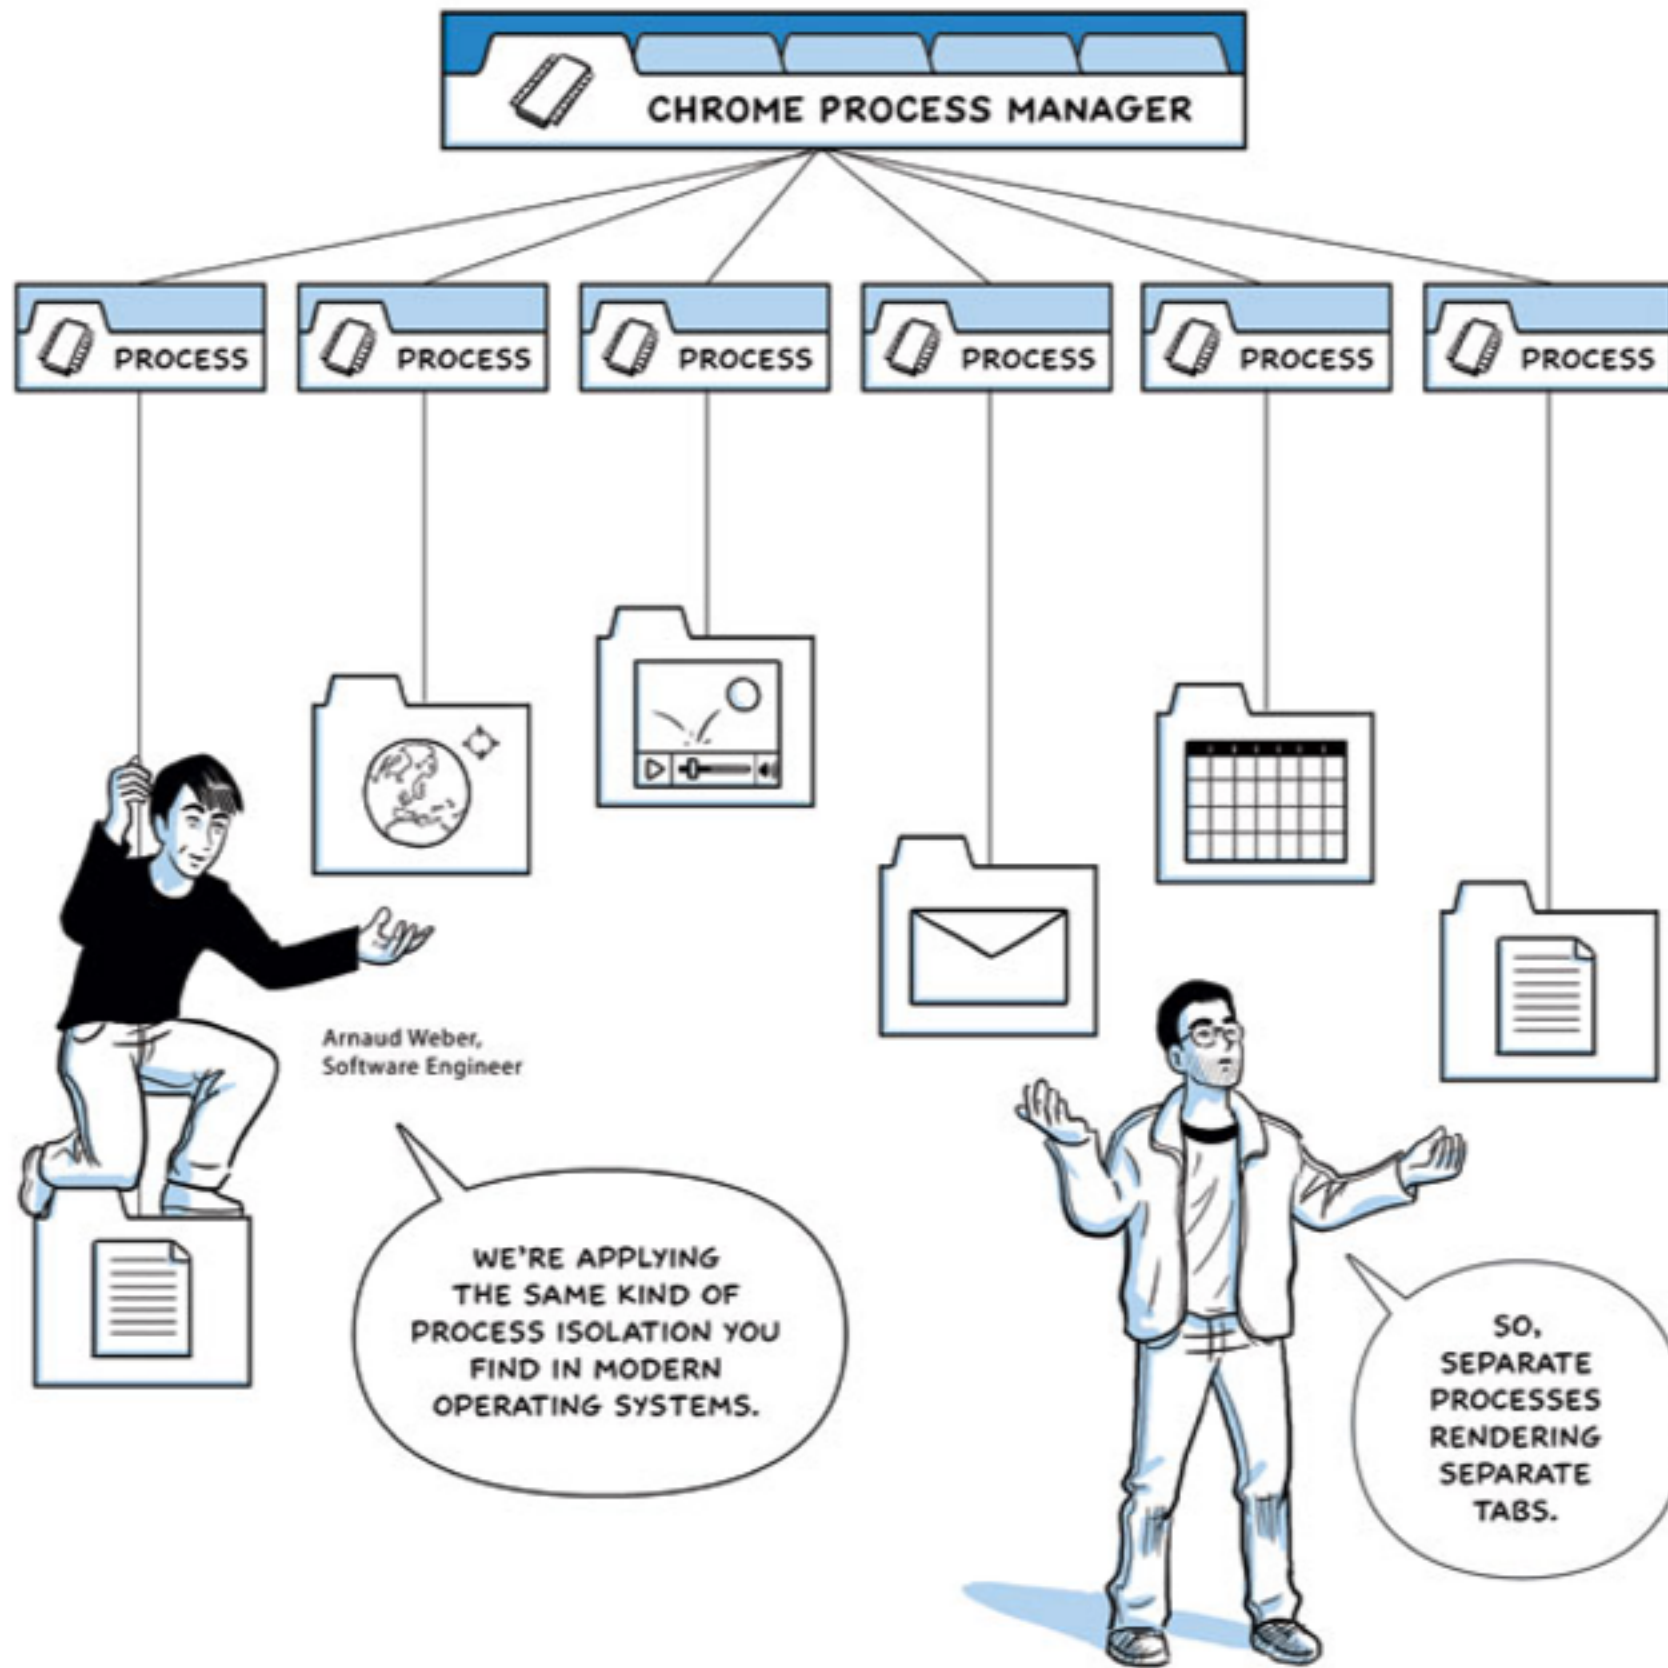 CHROME PROCESS MANAGER
PROCESS
PROCESS
PROCESS
PROCESS
PROCESS
PROCESS
Arnaud Weber,
Software Engineer
WE'RE APPLYING
THE SAME KIND OF
PROCESS ISOLATION YOU
FIND IN MODERN
OPERATING SYSTEMS.
SO,
SEPARATE
PROCESSES
RENDERING
SEPARATE
TABS.